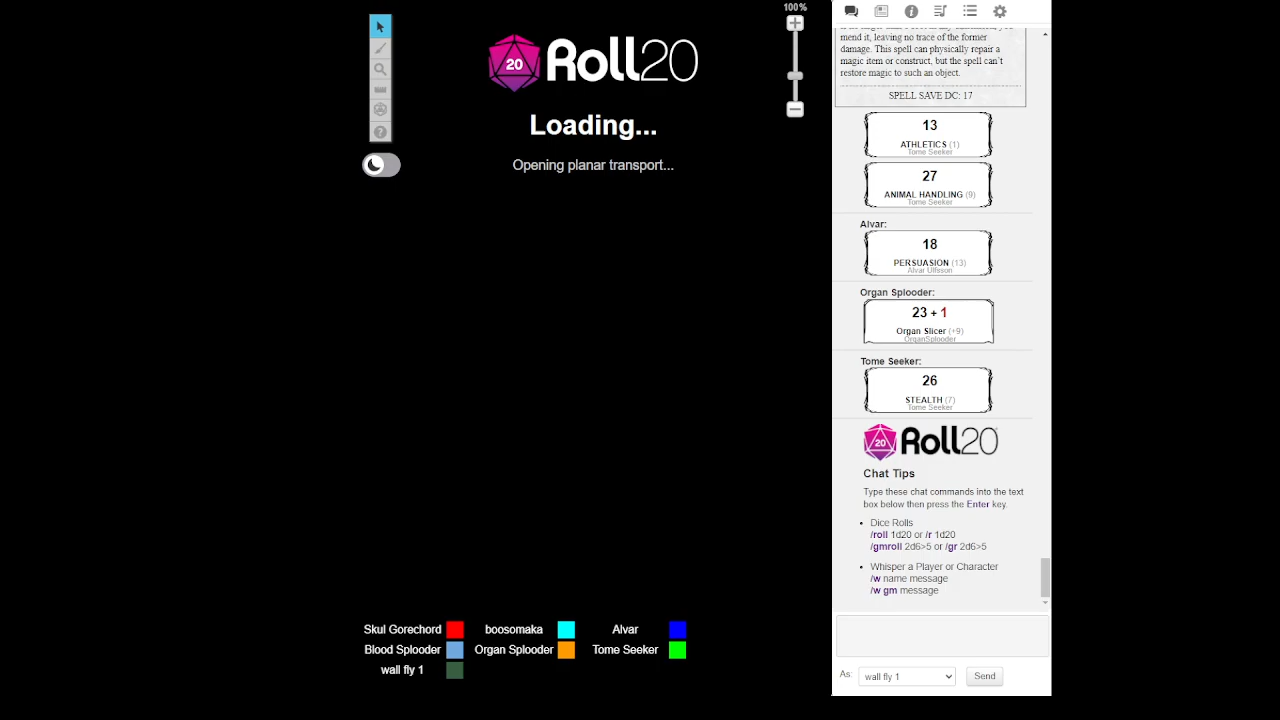 100%
20 Roll20
Loading...
Opening planar transport...
mend it, leaving no trace of the former
damage. This spell can physically repair a
magic item or construct, but the spell can't
restore magic to such an object.
SPELL SAVE DC: 17
13
ATHLETICS (1)
Tome Seeker
27
ANIMAL HANDLING (9)
Tome Seeker
Alvar:
18
PERSUASION (13)
Alvar Ulfsson
Organ Splooder:
23 + 1
Organ Slicer (+9)
OrganSplooder
Tome Seeker:
26
STEALTH (7)
Tome Seeker
20 Roll20
Chat Tips
Type these chat commands into the text
box below then press the Enter key.
• Dice Rolls
/roll 1d20 or /r 1d20
/gmroll 2d6>5 or /gr 2d6>5
• Whisper a Player or Character
/w name message
/w gm message
Skul Gorechord boosomaka Alvar
Blood Splooder Organ Splooder Tome Seeker
wall fly 1
As: wall fly 1 Send